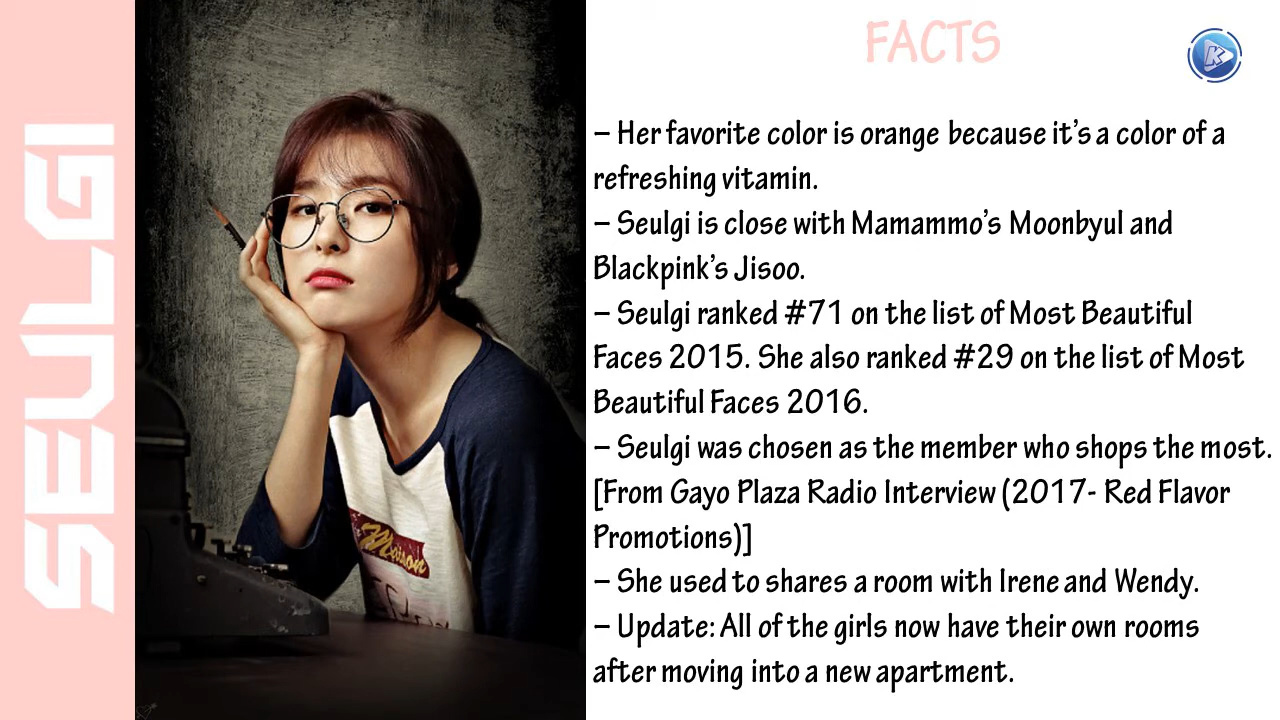 SEULGI
FACTS
K
– Her favorite color is orange because it's a color of a
refreshing vitamin.
– Seulgi is close with Mamammo's Moonbyul and
Blackpink's Jisoo.
– Seulgi ranked #71 on the list of Most Beautiful
Faces 2015. She also ranked #29 on the list of Most
Beautiful Faces 2016.
– Seulgi was chosen as the member who shops the most.
[From Gayo Plaza Radio Interview (2017- Red Flavor
Promotions)]
– She used to shares a room with Irene and Wendy.
– Update: All of the girls now have their own rooms
after moving into a new apartment.
Maison